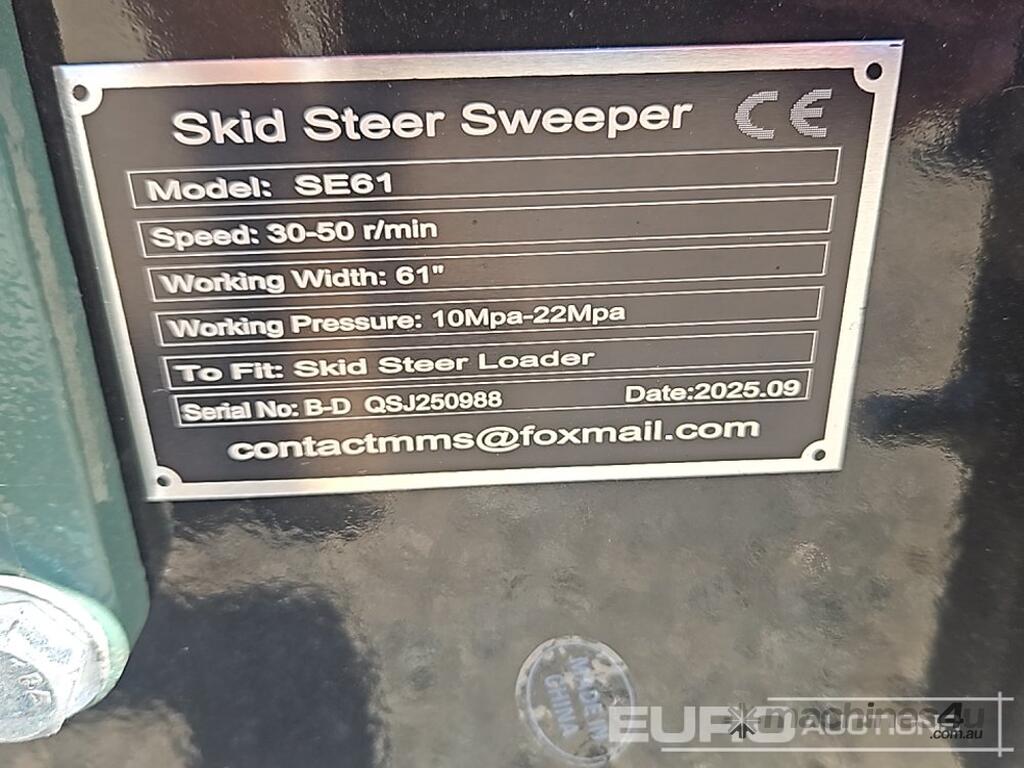 Skid Steer Sweeper CE
Model: SE61
Speed: 30-50 r/min
Working Width: 61"
Working Pressure: 10Mpa-22Mpa
To Fit: Skid Steer Loader
Serial No: B-D QSJ250988 Date:2025.09
contactmms@foxmail.com
MADE IN
CHINA
EURO AUCTIONS
machines4u
.com.au